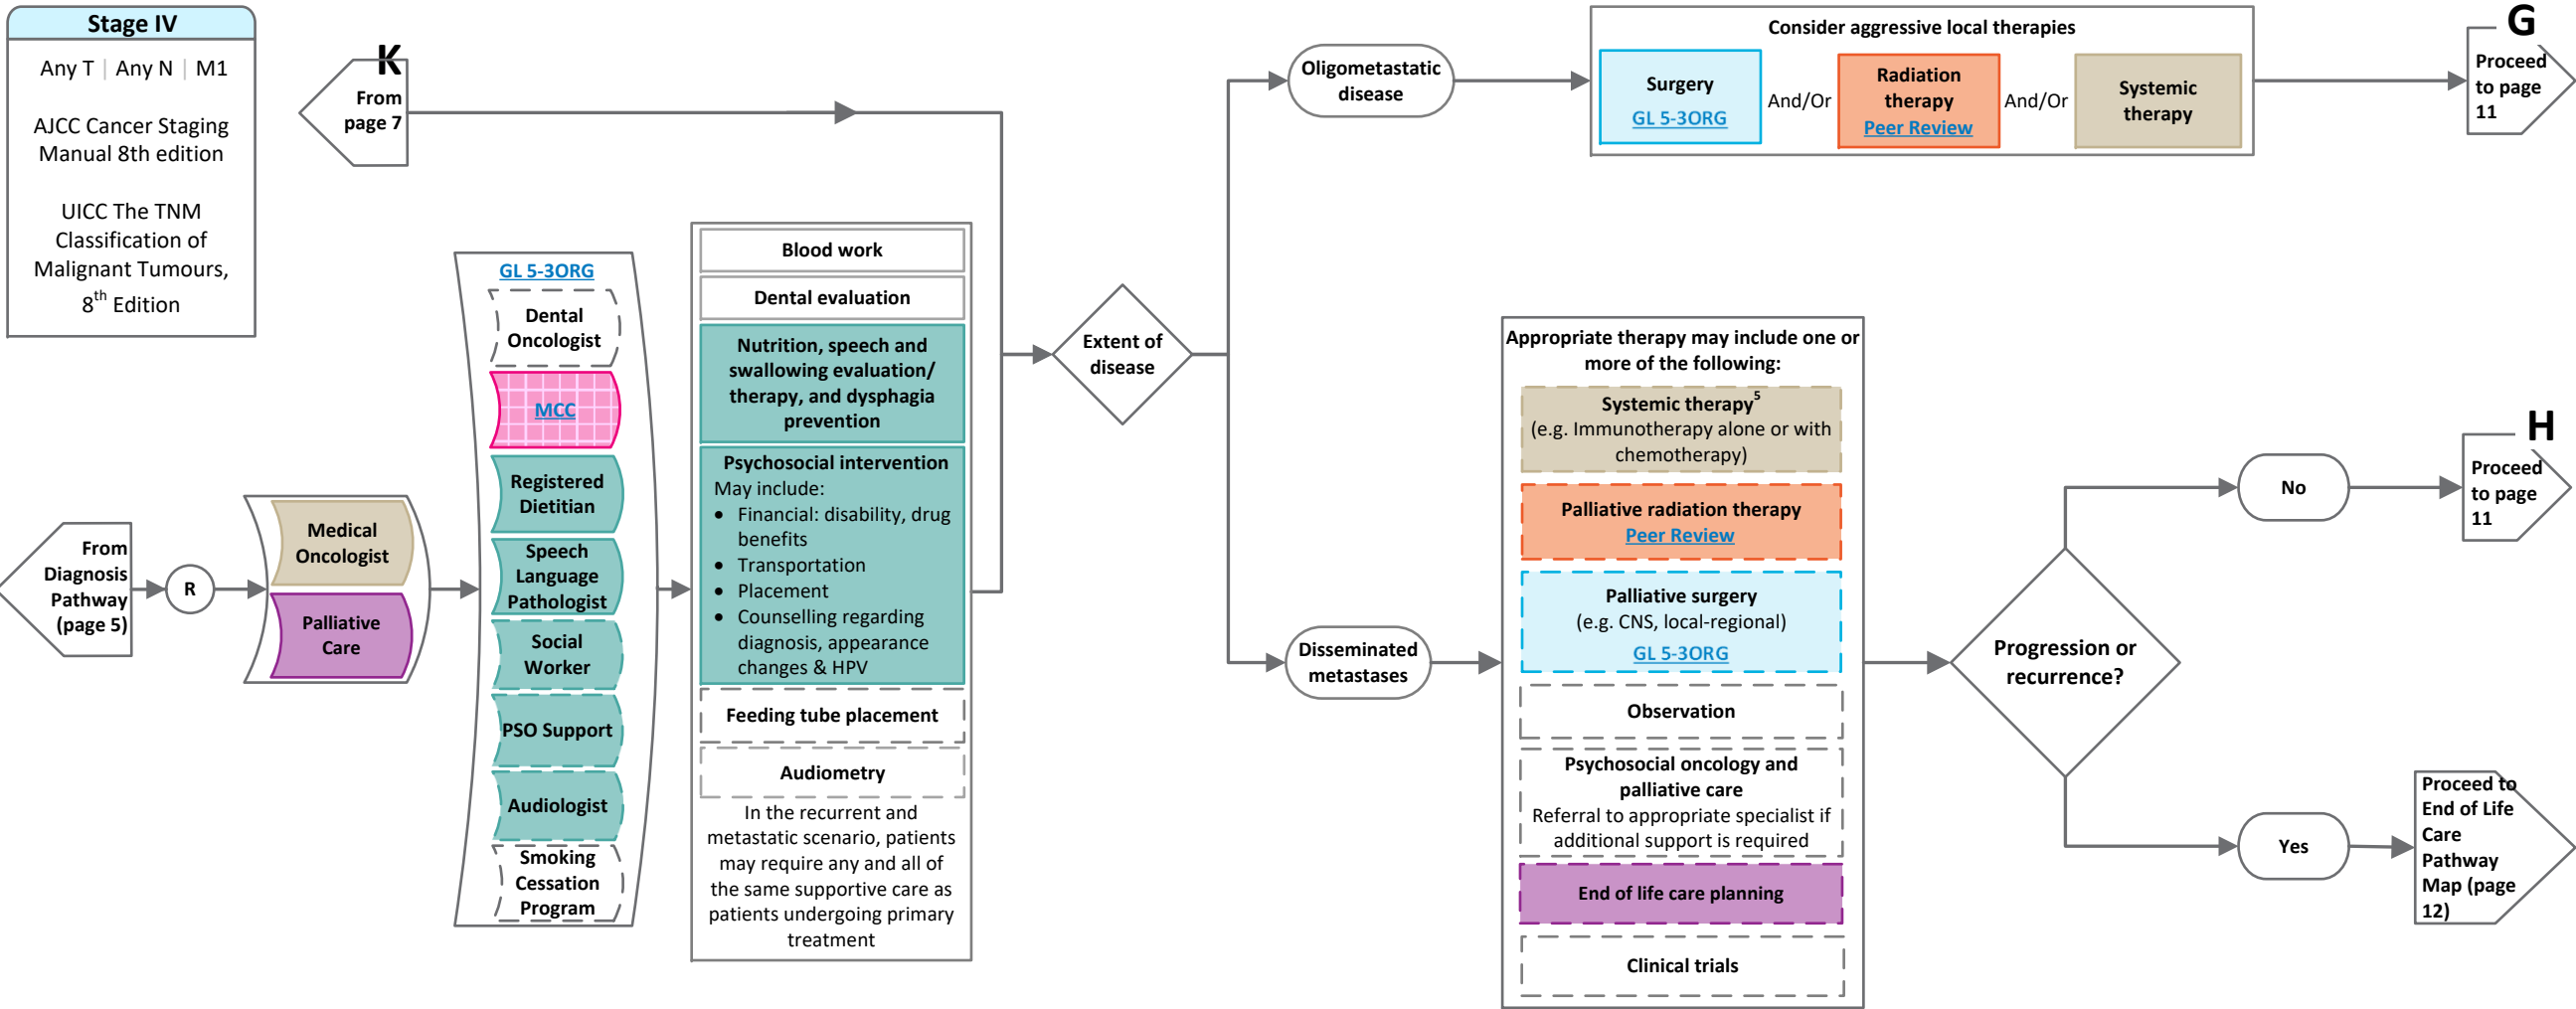 Stage IV
Any T | Any N | M1
AJCC Cancer Staging
Manual 8th edition
UICC The TNM
Classification of
Malignant Tumours,
8th Edition
K
From
page 7
From
Diagnosis
Pathway
(page 5)
R
Medical
Oncologist
Palliative
Care
GL 5-3ORG
Dental
Oncologist
MCC
Registered
Dietitian
Speech
Language
Pathologist
Social
Worker
PSO Support
Audiologist
Smoking
Cessation
Program
Blood work
Dental evaluation
Nutrition, speech and
swallowing evaluation/
therapy, and dysphagia
prevention
Psychosocial intervention
May include:
• Financial: disability, drug
benefits
• Transportation
• Placement
• Counselling regarding
diagnosis, appearance
changes & HPV
Feeding tube placement
Audiometry
In the recurrent and
metastatic scenario, patients
may require any and all of
the same supportive care as
patients undergoing primary
treatment
Extent of
disease
Oligometastatic
disease
Consider aggressive local therapies
Surgery
GL 5-3ORG
And/Or
Radiation
therapy
Peer Review
And/Or
Systemic
therapy
G
Proceed
to page
11
Disseminated
metastases
Appropriate therapy may include one or
more of the following:
Systemic therapy5
(e.g. Immunotherapy alone or with
chemotherapy)
Palliative radiation therapy
Peer Review
Palliative surgery
(e.g. CNS, local-regional)
GL 5-3ORG
Observation
Psychosocial oncology and
palliative care
Referral to appropriate specialist if
additional support is required
End of life care planning
Clinical trials
Progression or
recurrence?
No
H
Proceed
to page
11
Yes
Proceed to
End of Life
Care
Pathway
Map (page
12)